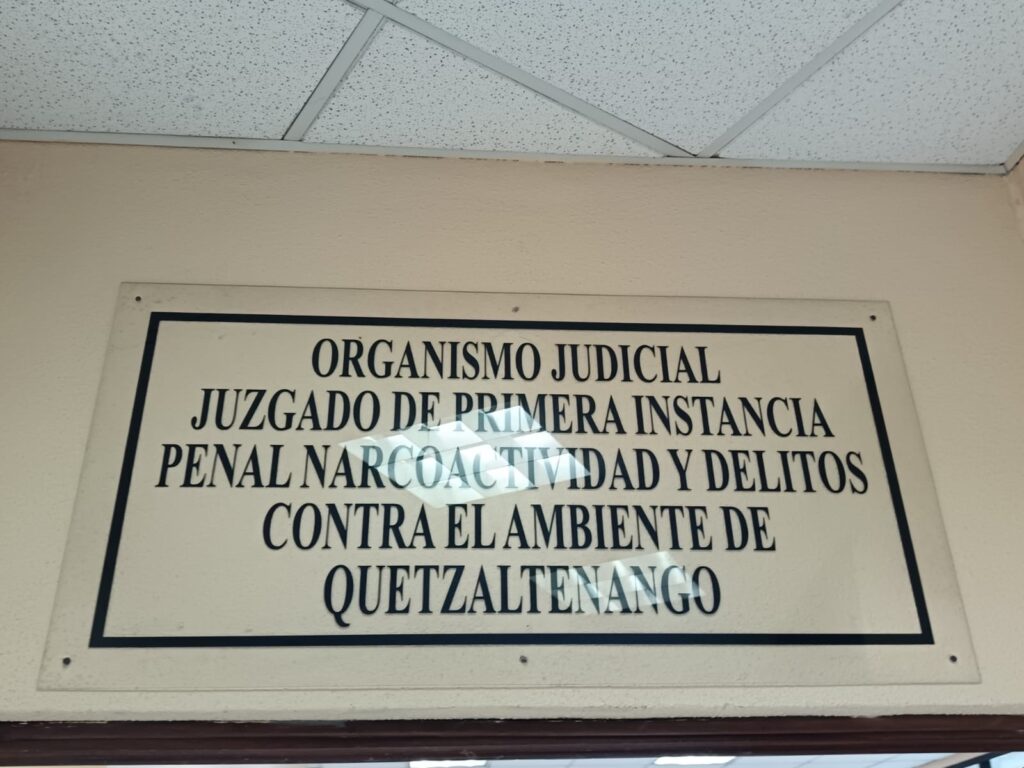 ORGANISMO JUDICIAL
JUZGADO DE PRIMERA INSTANCIA
PENAL NARCOACTIVIDAD Y DELITOS
CONTRA EL AMBIENTE DE
QUETZALTENANGO